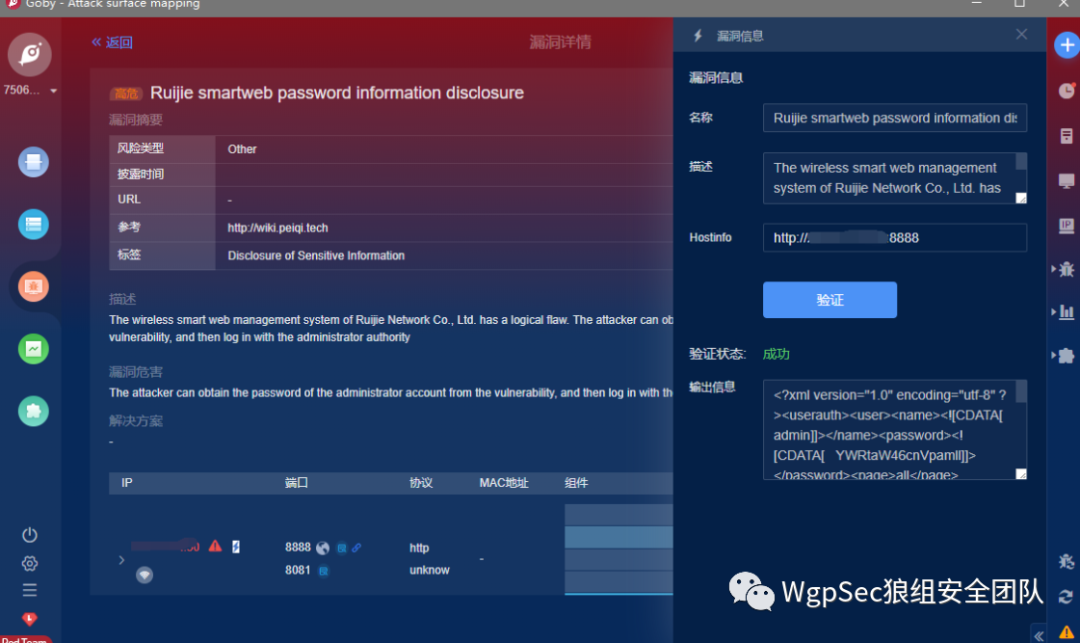 Goby - Attack surface mapping
7506...
返回
漏洞详情
高危 Ruijie smartweb password information disclosure
漏洞摘要
风险类型 Other
披露时间
URL -
参考 http://wiki.peiqi.tech
标签 Disclosure of Sensitive Information
描述
The wireless smart web management system of Ruijie Network Co., Ltd. has a logical flaw. The attacker can ob
vulnerability, and then log in with the administrator authority
漏洞危害
The attacker can obtain the password of the administrator account from the vulnerability, and then log in with th
解决方案
-
IP 端口 协议 MAC地址 组件
8888 http -
8081 unknow
漏洞信息
漏洞信息
名称 Ruijie smartweb password information dis
描述 The wireless smart web management
system of Ruijie Network Co., Ltd. has
Hostinfo http://. 8888
验证
验证状态: 成功
输出信息 <?xml version="1.0" encoding="utf-8" ?
><userauth><user><name><![CDATA[
admin]]></name><password><!
[CDATA[ YWRtaW46cnVpamll]]>
</password><page>all</page>
WgpSec狼组安全团队
Red Team